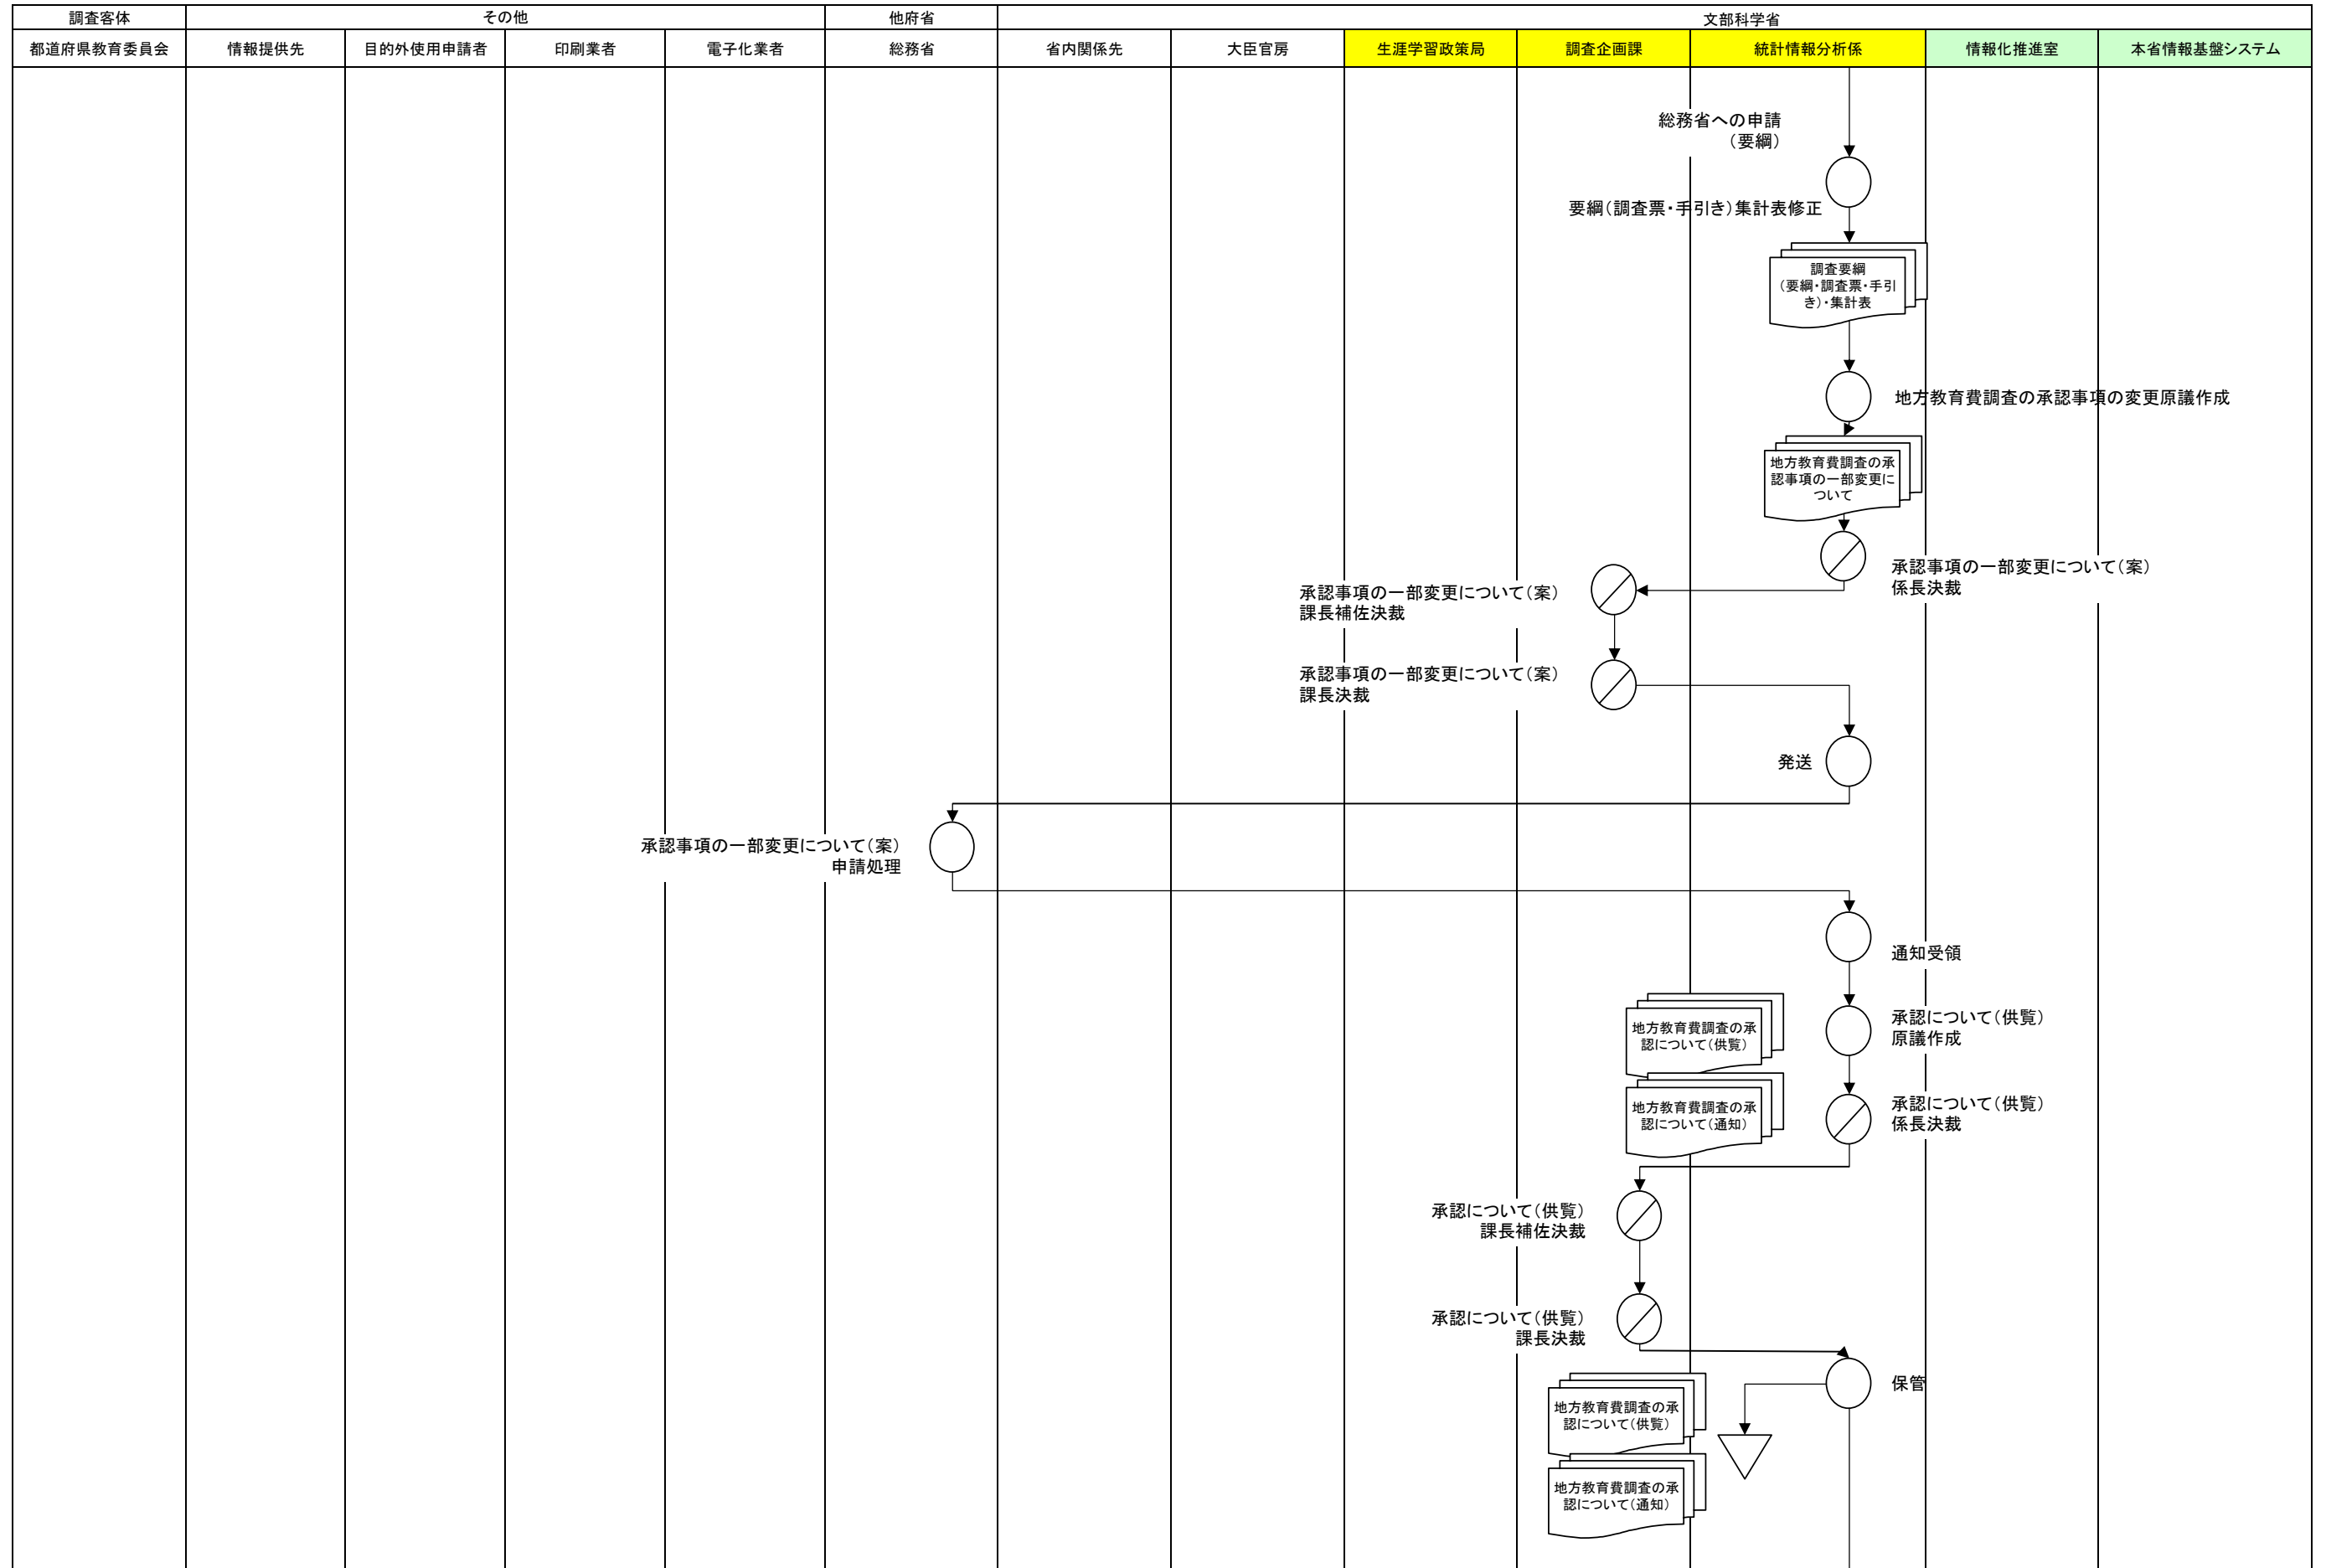 調査客体
その他
他府省
文部科学省
都道府県教育委員会
情報提供先
目的外使用申請者
印刷業者
電子化業者
総務省
省内関係先
大臣官房
生涯学習政策局
調査企画課
統計情報分析係
情報化推進室
本省情報基盤システム
総務省への申請
（要綱）
要綱（調査票・手引き）集計表修正
調査要綱
（要綱・調査票・手引
き）・集計表
地方教育費調査の承認事項の変更原議作成
地方教育費調査の承
認事項の一部変更に
ついて
承認事項の一部変更について（案）
係長決裁
承認事項の一部変更について（案）
課長補佐決裁
承認事項の一部変更について（案）
課長決裁
発送
承認事項の一部変更について（案）
申請処理
通知受領
地方教育費調査の承
認について（供覧）
承認について（供覧）
原議作成
地方教育費調査の承
認について（通知）
承認について（供覧）
係長決裁
承認について（供覧）
課長補佐決裁
承認について（供覧）
課長決裁
保管
地方教育費調査の承
認について（供覧）
地方教育費調査の承
認について（通知）